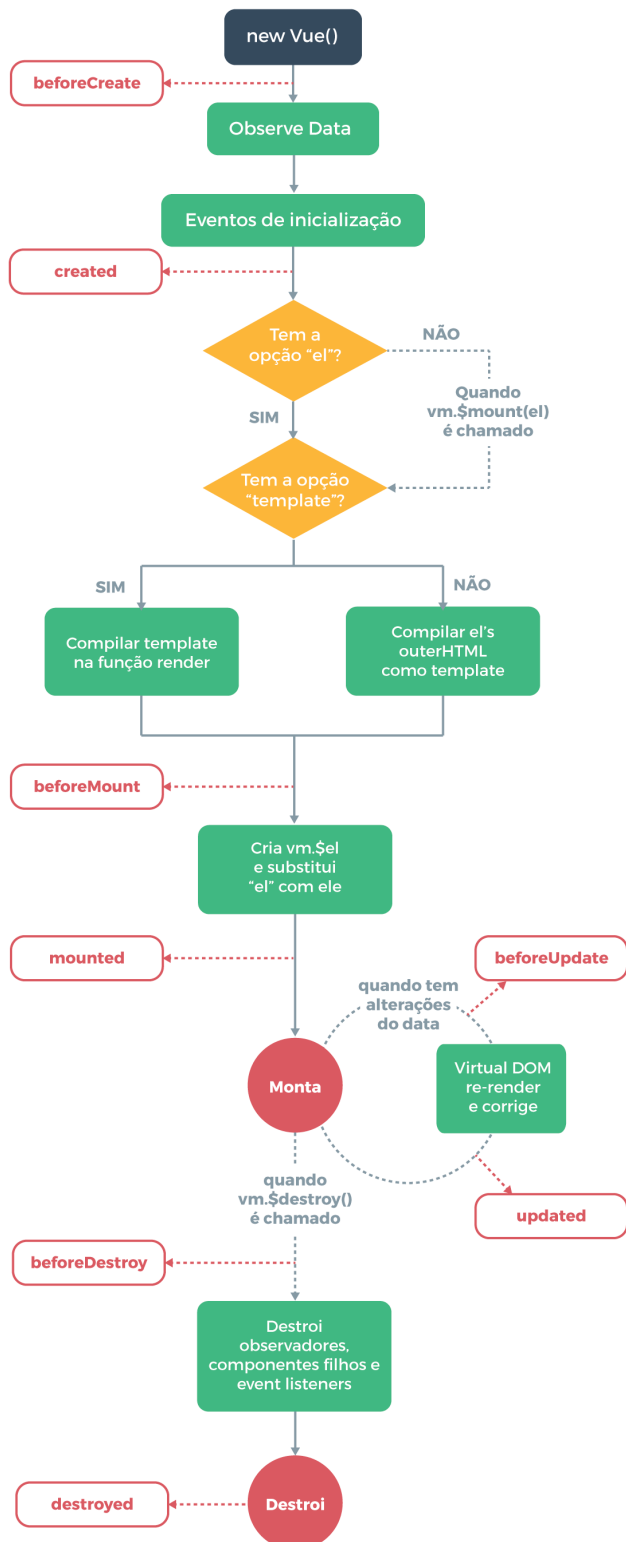 new Vue()
beforeCreate
Observe Data
Eventos de inicialização
created
Tem a
opção “el”?
NÃO
Quando
vm.$mount(el)
é chamado
SIM
Tem a opção
“template”?
SIM
NÃO
Compilar template
na função render
Compilar el’s
outerHTML
como template
beforeMount
Cria vm.$el
e substitui
“el” com ele
mounted
beforeUpdate
quando tem
alterações
do data
Monta
Virtual DOM
re-render
e corrige
quando
vm.$destroy()
é chamado
updated
beforeDestroy
Destroi
observadores,
componentes filhos e
event listeners
destroyed
Destroi